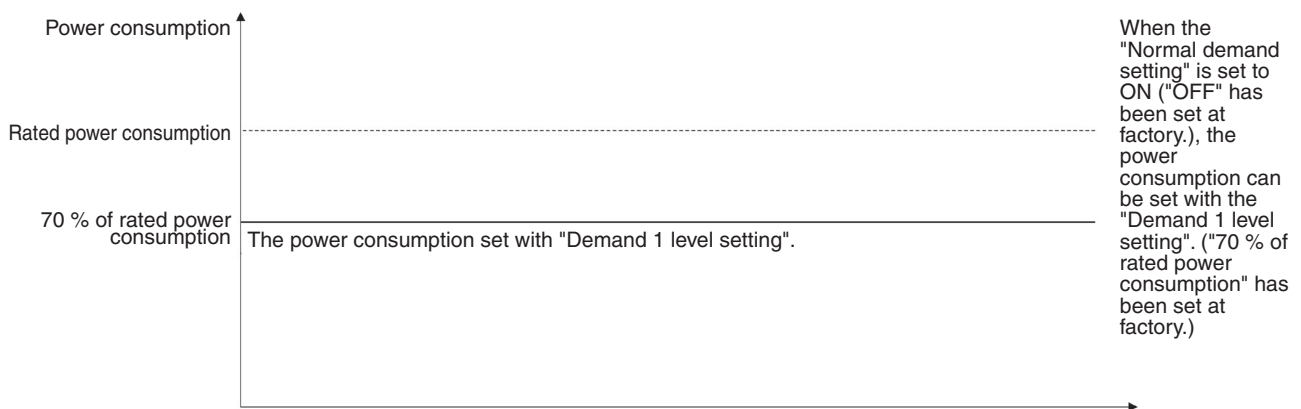 Power consumption
Rated power consumption
70 % of rated power
consumption
The power consumption set with "Demand 1 level setting".
When the
"Normal demand
setting" is set to
ON ("OFF" has
been set at
factory.), the
power
consumption can
be set with the
"Demand 1 level
setting". ("70 % of
rated power
consumption" has
been set at
factory.)